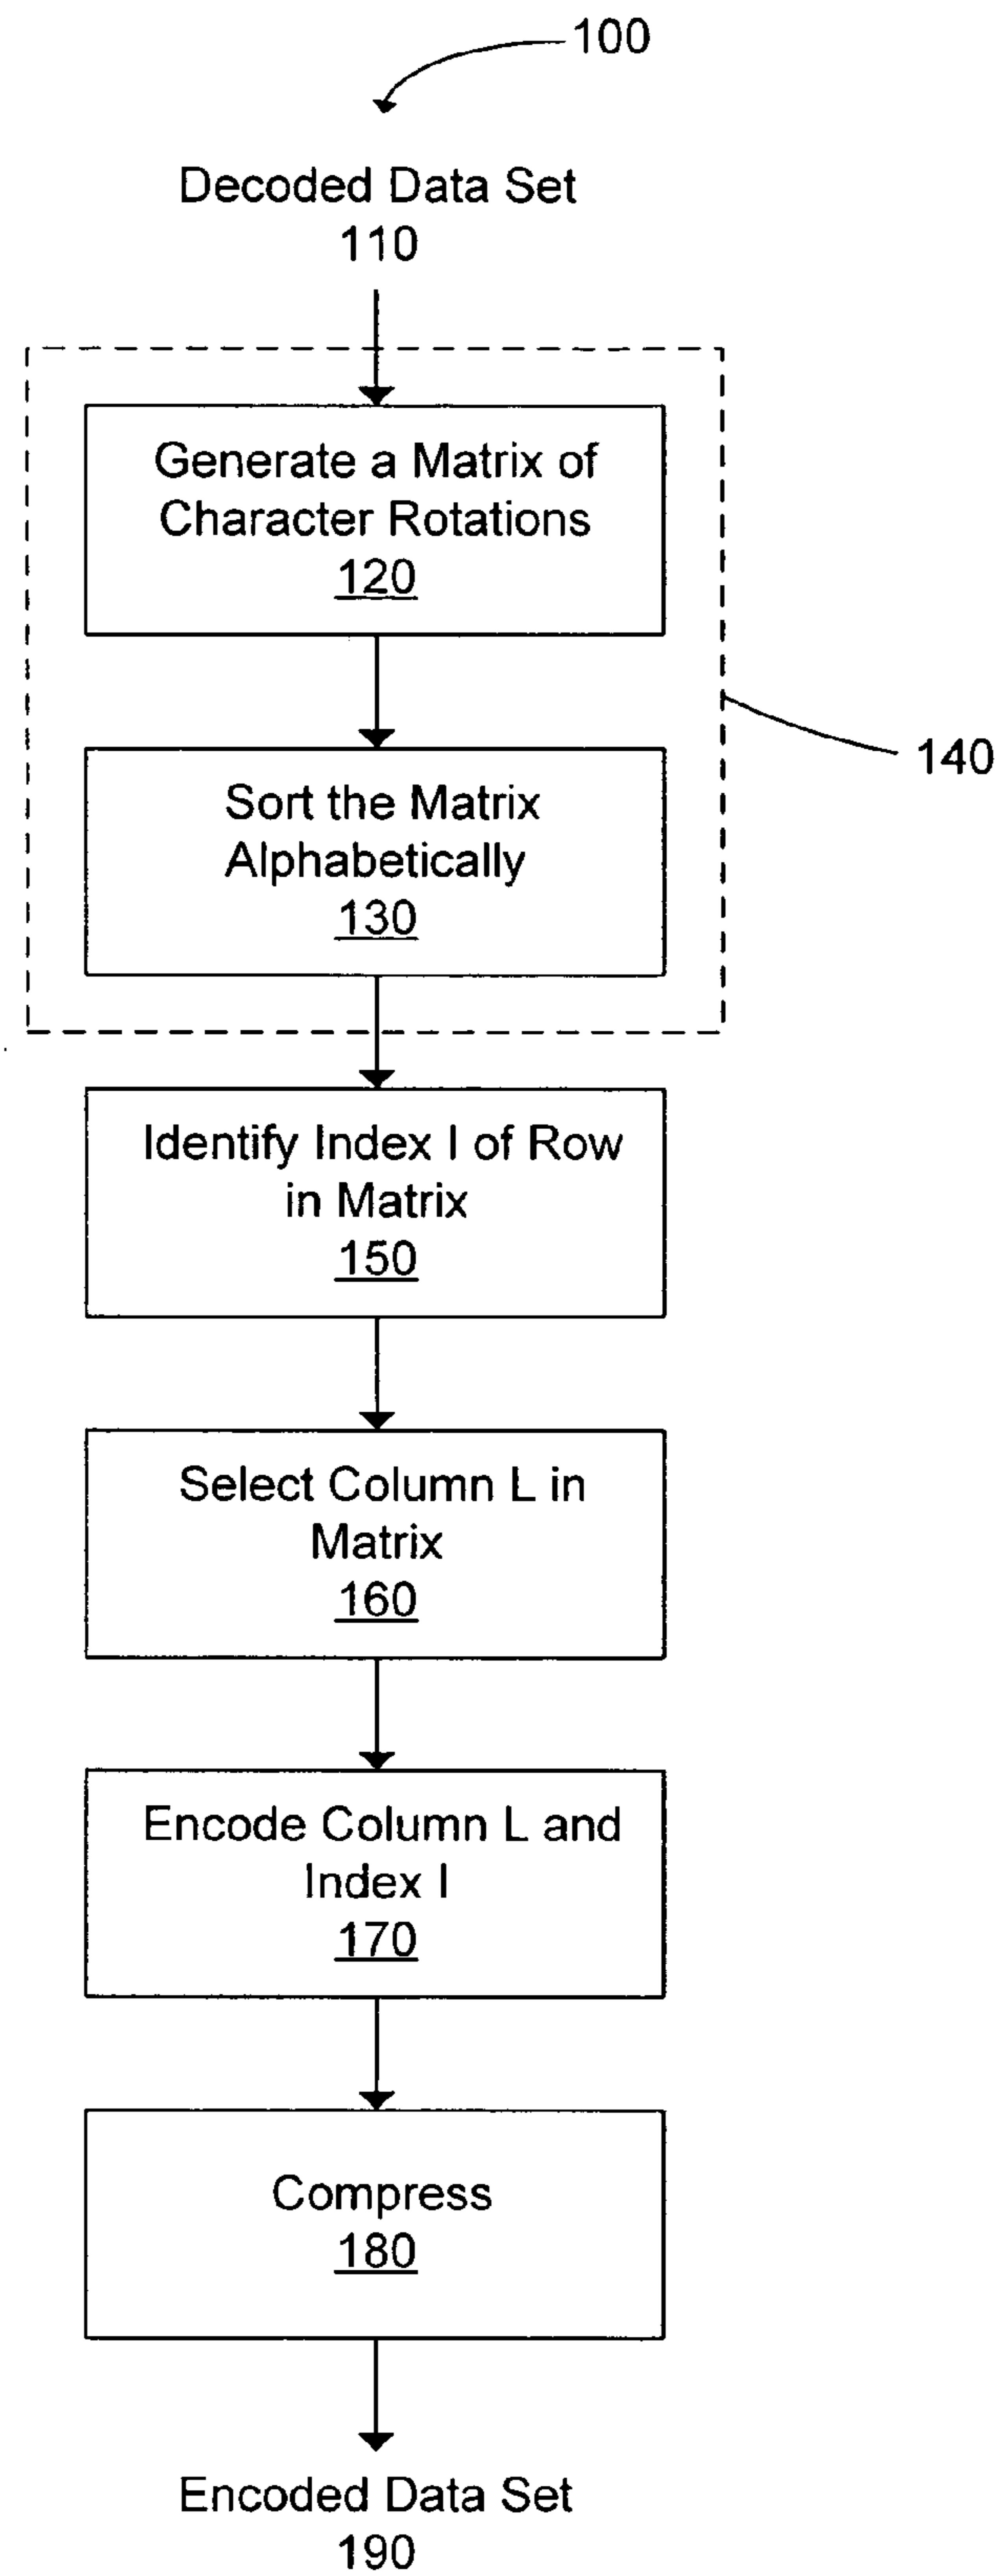 100
Decoded Data Set
110
Generate a Matrix of
Character Rotations
120
Sort the Matrix
Alphabetically
130
140
Identify Index I of Row
in Matrix
150
Select Column L in
Matrix
160
Encode Column L and
Index I
170
Compress
180
Encoded Data Set
190